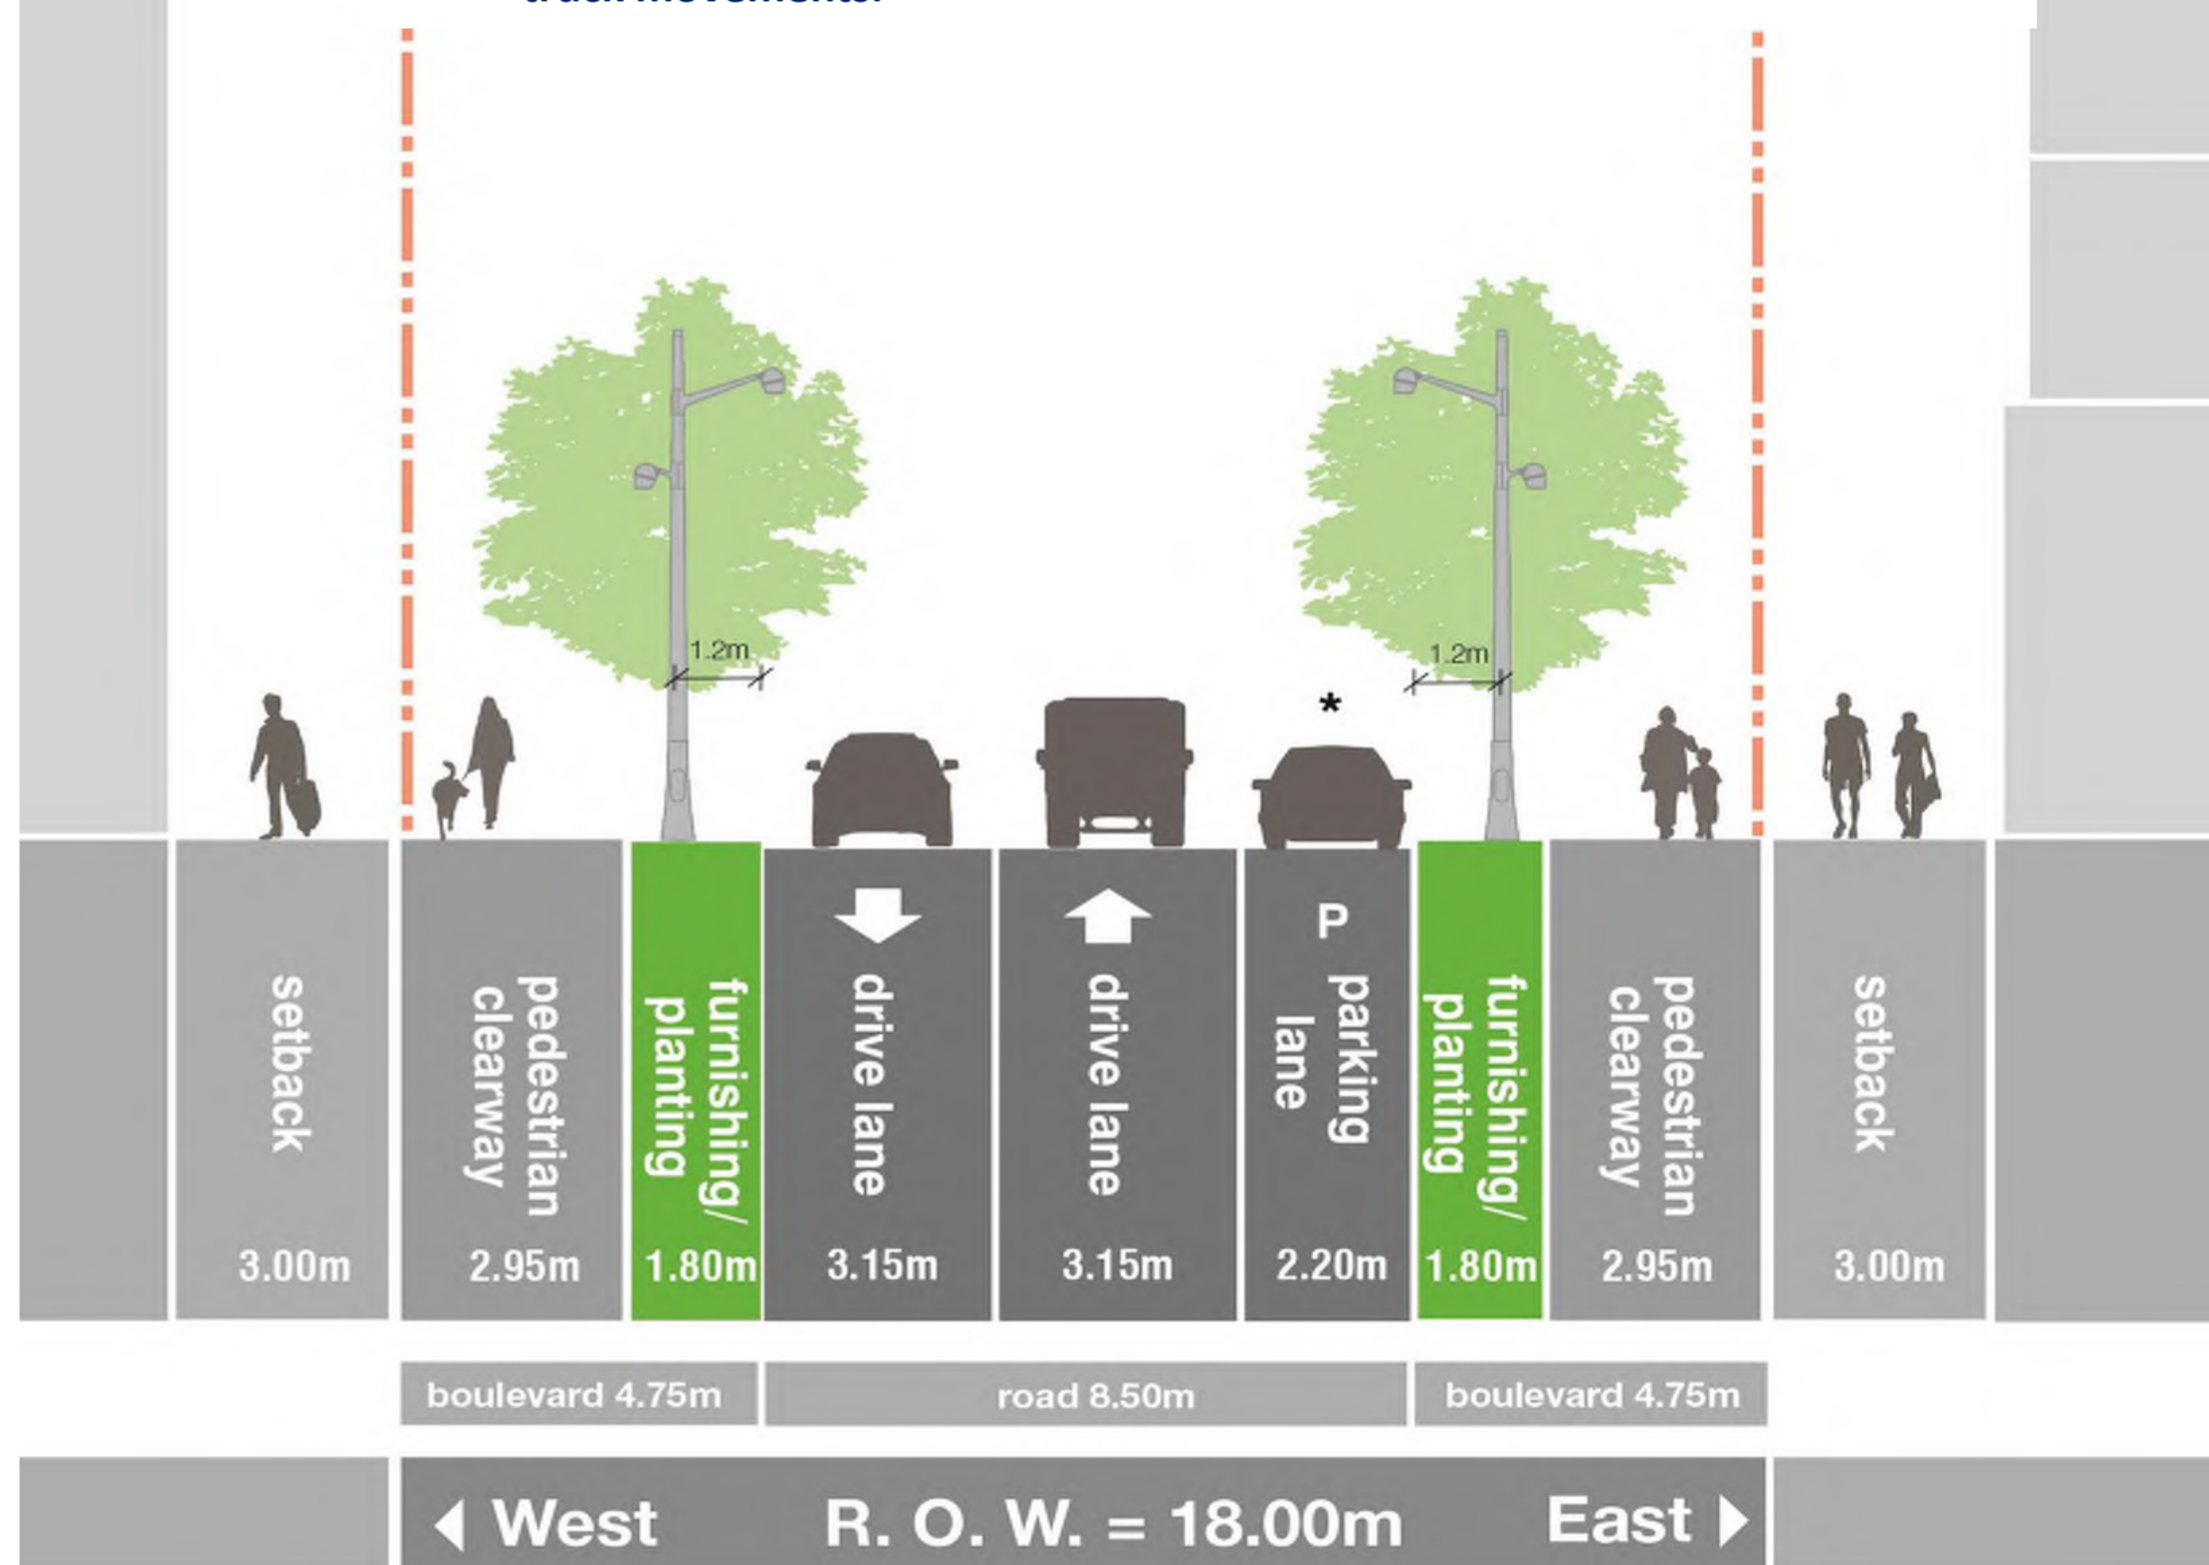 truck movements.
1.2m
1.2m
*
P
setback
pedestrian
clearway
furnishing/
planting
drive lane
drive lane
parking
lane
furnishing/
planting
pedestrian
clearway
setback
3.00m
2.95m
1.80m
3.15m
3.15m
2.20m
1.80m
2.95m
3.00m
boulevard 4.75m
road 8.50m
boulevard 4.75m
West
R. O. W. = 18.00m
East